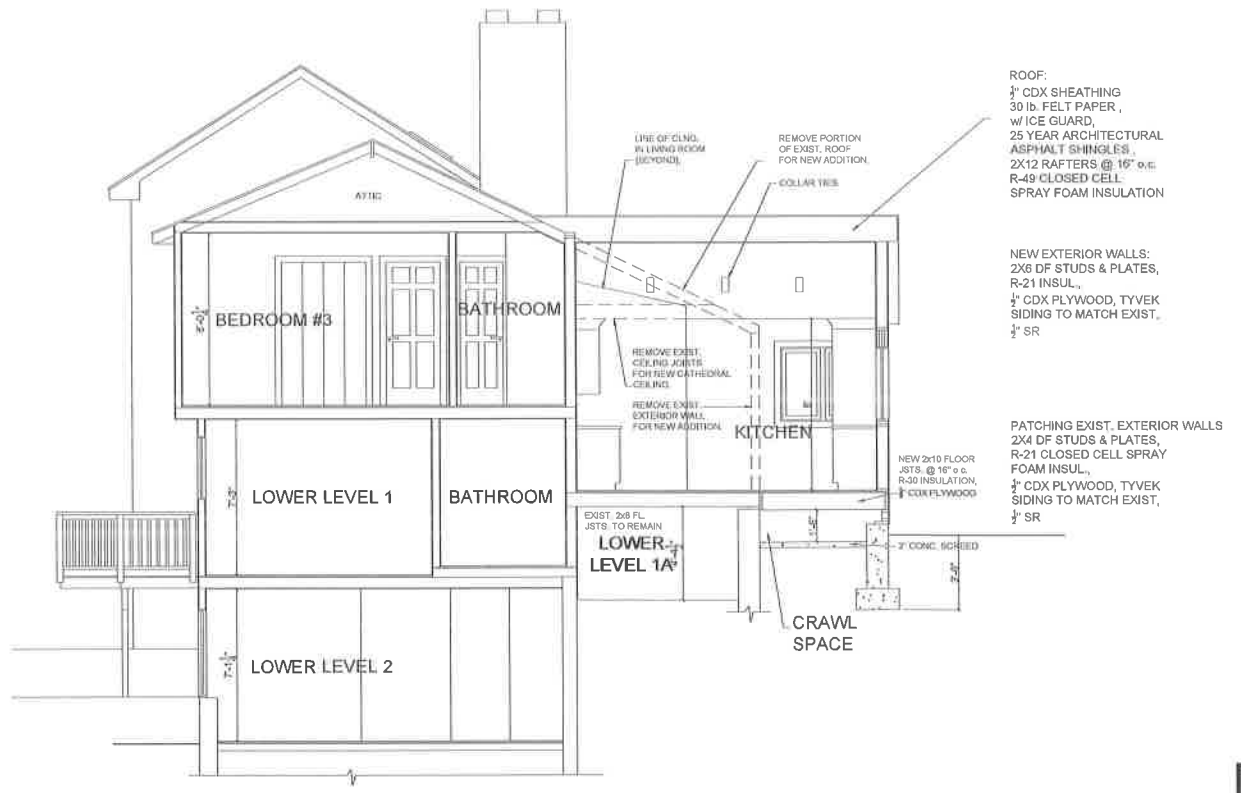 ROOF:
½" CDX SHEATHING
30 lb. FELT PAPER ,
w/ ICE GUARD,
25 YEAR ARCHITECTURAL
ASPHALT SHINGLES ,
2X12 RAFTERS @ 16" o.c.
R-49 CLOSED CELL
SPRAY FOAM INSULATION
LINE OF CLNG.
IN LIVING ROOM
(BEYOND).
REMOVE PORTION
OF EXIST. ROOF
FOR NEW ADDITION.
COLLAR TIES
ATTIC
NEW EXTERIOR WALLS:
2X6 DF STUDS & PLATES,
R-21 INSUL.,
½" CDX PLYWOOD, TYVEK
SIDING TO MATCH EXIST.
½" SR
BEDROOM #3
BATHROOM
REMOVE EXIST.
CEILING JOISTS
FOR NEW CATHEDRAL
CEILING.
REMOVE EXIST.
EXTERIOR WALL
FOR NEW ADDITION.
KITCHEN
PATCHING EXIST. EXTERIOR WALLS
2X4 DF STUDS & PLATES,
R-21 CLOSED CELL SPRAY
FOAM INSUL.,
½" CDX PLYWOOD, TYVEK
SIDING TO MATCH EXIST,
½" SR
NEW 2x10 FLOOR
JSTS. @ 16" o.c.
R-30 INSULATION,
CDX PLYWOOD
LOWER LEVEL 1
BATHROOM
EXIST. 2x8 FL.
JSTS. TO REMAIN
LOWER
LEVEL 1A
2" CONC. SCREED
CRAWL
SPACE
7'-1½"
LOWER LEVEL 2